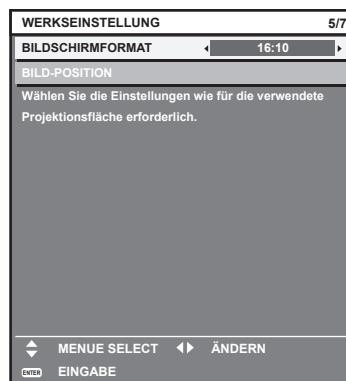 WERKSEINSTELLUNG 5/7
BILDSCHIRMFORMAT 16:10
BILD-POSITION
Wählen Sie die Einstellungen wie für die verwendete
Projektionsfläche erforderlich.
MENUE SELECT ÄNDERN
ENTER EINGABE